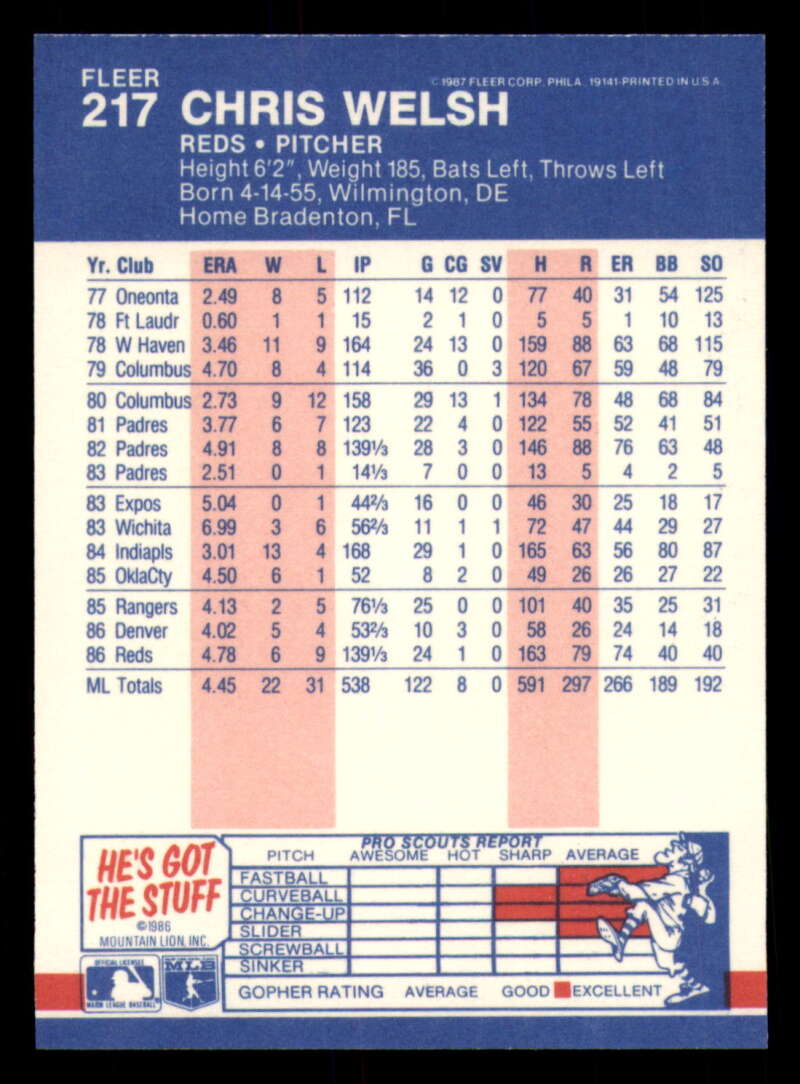 FLEER
© 1987 FLEER CORP. PHILA. 19141-PRINTED IN U.S.A.
217 CHRIS WELSH
REDS • PITCHER
Height 6'2", Weight 185, Bats Left, Throws Left
Born 4-14-55, Wilmington, DE
Home Bradenton, FL
Yr. Club ERA W L IP G CG SV H R ER BB SO
77 Oneonta 2.49 8 5 112 14 12 0 77 40 31 54 125
78 Ft Laudr 0.60 1 1 15 2 1 0 5 5 1 10 13
78 W Haven 3.46 11 9 164 24 13 0 159 88 63 68 115
79 Columbus 4.70 8 4 114 36 0 3 120 67 59 48 79
80 Columbus 2.73 9 12 158 29 13 1 134 78 48 68 84
81 Padres 3.77 6 7 123 22 4 0 122 55 52 41 51
82 Padres 4.91 8 8 139⅓ 28 3 0 146 88 76 63 48
83 Padres 2.51 0 1 14⅓ 7 0 0 13 5 4 2 5
83 Expos 5.04 0 1 44⅔ 16 0 0 46 30 25 18 17
83 Wichita 6.99 3 6 56⅔ 11 1 1 72 47 44 29 27
84 Indiapls 3.01 13 4 168 29 1 0 165 63 56 80 87
85 OklaCty 4.50 6 1 52 8 2 0 49 26 26 27 22
85 Rangers 4.13 2 5 76⅓ 25 0 0 101 40 35 25 31
86 Denver 4.02 5 4 53⅔ 10 3 0 58 26 24 14 18
86 Reds 4.78 6 9 139⅓ 24 1 0 163 79 74 40 40
ML Totals 4.45 22 31 538 122 8 0 591 297 266 189 192
HE'S GOT
THE STUFF
©1986
MOUNTAIN LION, INC.
PRO SCOUTS REPORT
PITCH AWESOME HOT SHARP AVERAGE
FASTBALL
CURVEBALL
CHANGE-UP
SLIDER
SCREWBALL
SINKER
GOPHER RATING AVERAGE GOOD EXCELLENT
OFFICIAL LICENSEE
MAJOR LEAGUE BASEBALL
MLB